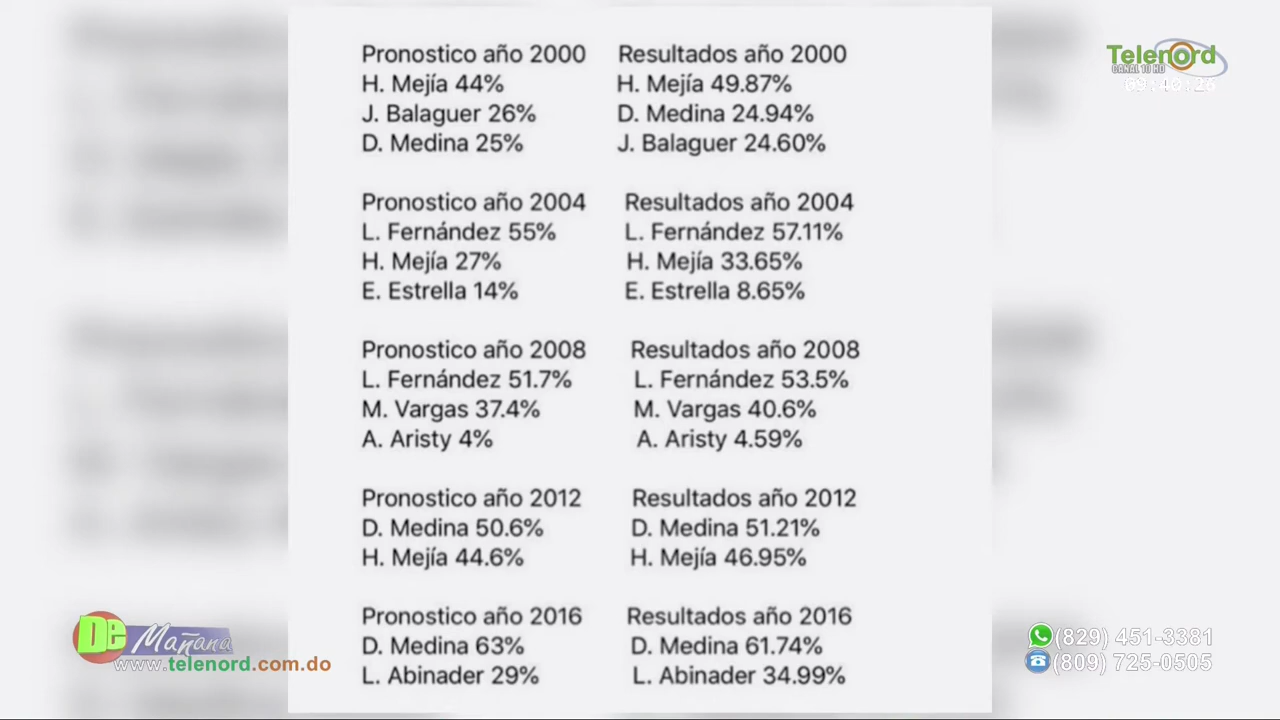 Pronostico año 2000
H. Mejía 44%
J. Balaguer 26%
D. Medina 25%
Resultados año 2000
H. Mejía 49.87%
D. Medina 24.94%
J. Balaguer 24.60%
Pronostico año 2004
L. Fernández 55%
H. Mejía 27%
E. Estrella 14%
Resultados año 2004
L. Fernández 57.11%
H. Mejía 33.65%
E. Estrella 8.65%
Pronostico año 2008
L. Fernández 51.7%
M. Vargas 37.4%
A. Aristy 4%
Resultados año 2008
L. Fernández 53.5%
M. Vargas 40.6%
A. Aristy 4.59%
Pronostico año 2012
D. Medina 50.6%
H. Mejía 44.6%
Resultados año 2012
D. Medina 51.21%
H. Mejía 46.95%
Pronostico año 2016
D. Medina 63%
L. Abinader 29%
Resultados año 2016
D. Medina 61.74%
L. Abinader 34.99%
Telenord
CANAL 10 HD
09:40:26
De Mañana
www.telenord.com.do
(829) 451-3381
(809) 725-0505